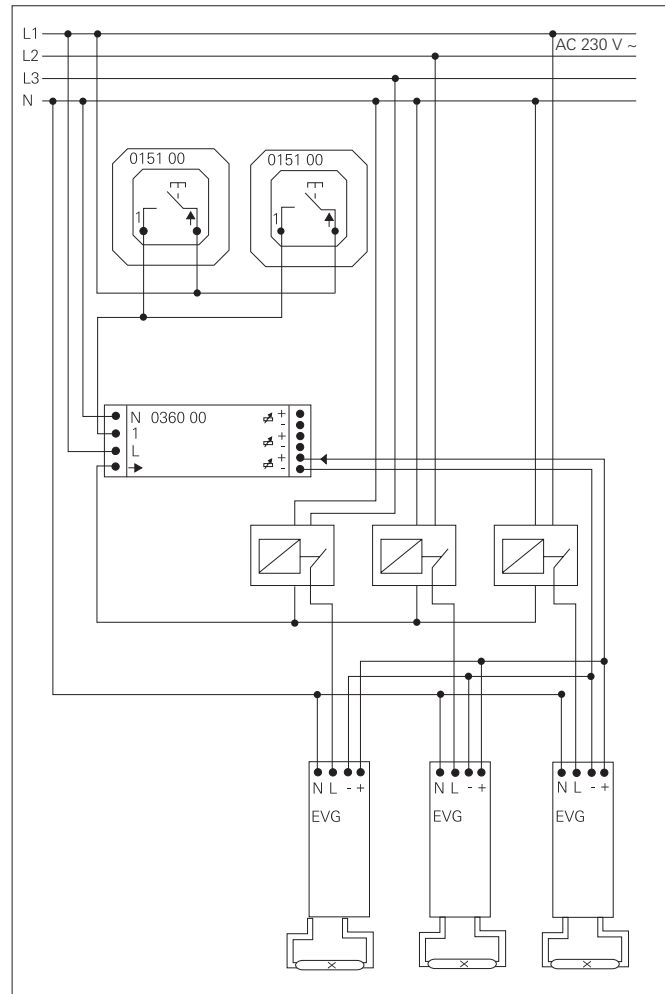 L1
AC 230 V ~
L2
L3
N
0151 00
0151 00
1
1
N 0360 00
1
L
+
-
+
-
+
-
N L - +
N L - +
N L - +
EVG
EVG
EVG